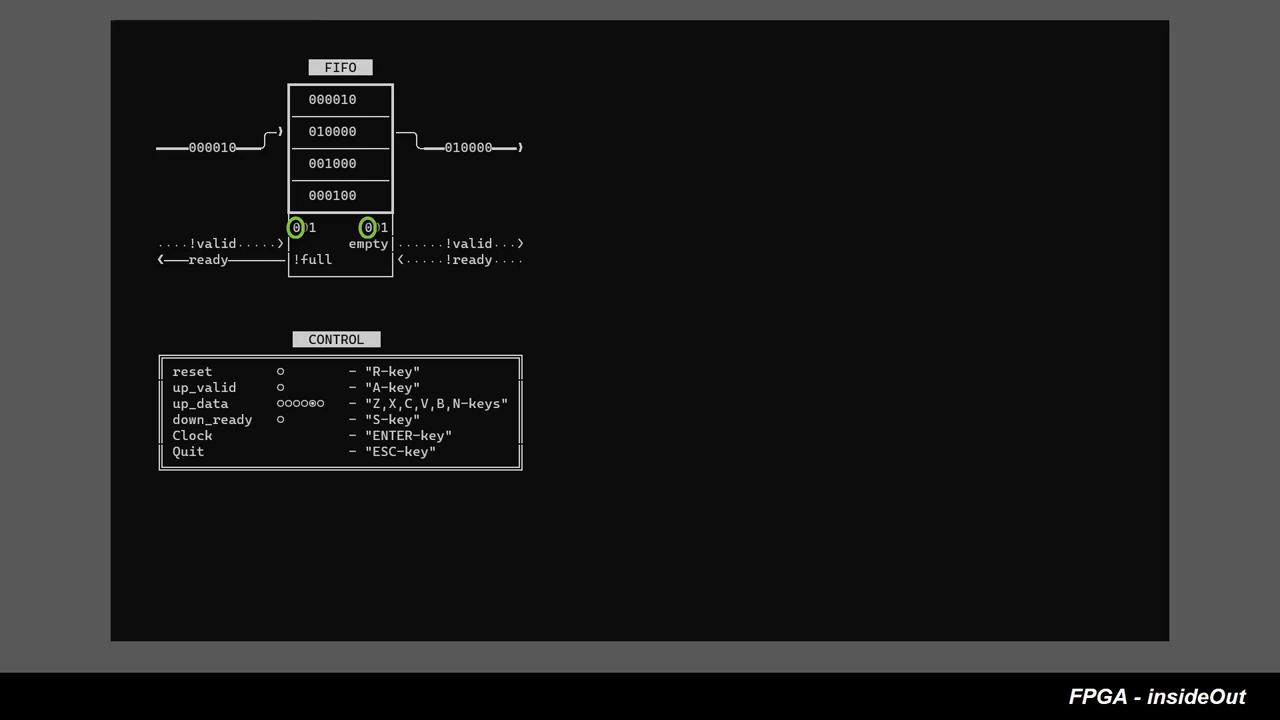 FIFO
000010
010000
000010 010000
001000
000100
001 001
....!valid.....> empty ......!valid...>
<——ready—————— !full <.....!ready....
CONTROL
reset ○ - "R-key"
up_valid ○ - "A-key"
up_data ○○○○◉○ - "Z,X,C,V,B,N-keys"
down_ready ○ - "S-key"
Clock - "ENTER-key"
Quit - "ESC-key"
FPGA - insideOut